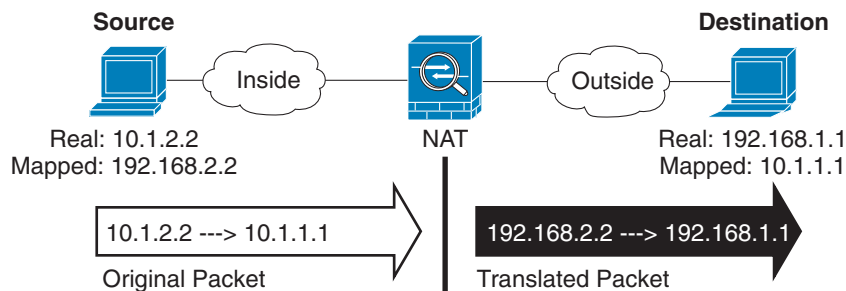 Source
Destination
Inside
Outside
Real: 10.1.2.2
Mapped: 192.168.2.2
NAT
Real: 192.168.1.1
Mapped: 10.1.1.1
10.1.2.2 ---> 10.1.1.1
192.168.2.2 ---> 192.168.1.1
Original Packet
Translated Packet